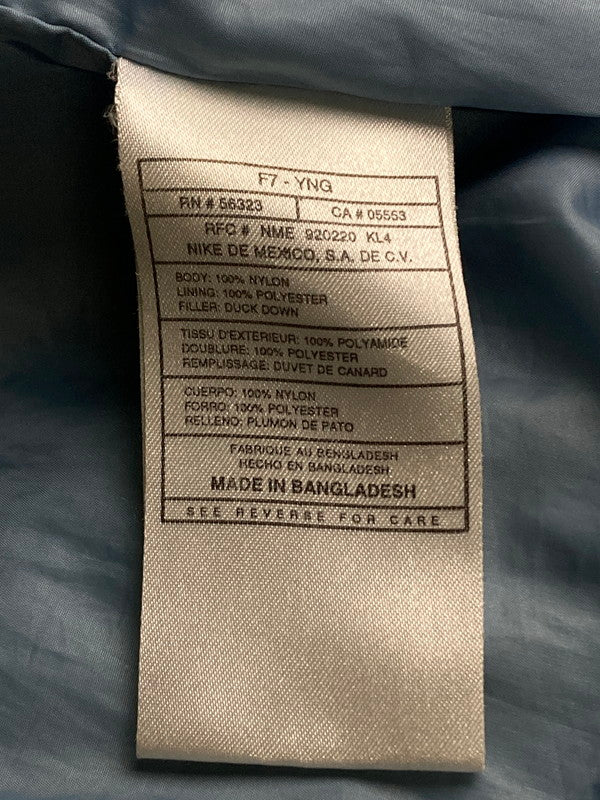 F7 - YNG
RN # 56323 CA # 05553
RFC # NME 920220 KL4
NIKE DE MEXICO, S.A. DE C.V.
BODY: 100% NYLON
LINING: 100% POLYESTER
FILLER: DUCK DOWN
TISSU D'EXTERIEUR: 100% POLYAMIDE
DOUBLURE: 100% POLYESTER
REMPLISSAGE: DUVET DE CANARD
CUERPO: 100% NYLON
FORRO: 100% POLYESTER
RELLENO: PLUMON DE PATO
FABRIQUE AU BENGLADESH
HECHO EN BANGLADESH
MADE IN BANGLADESH
SEE REVERSE FOR CARE